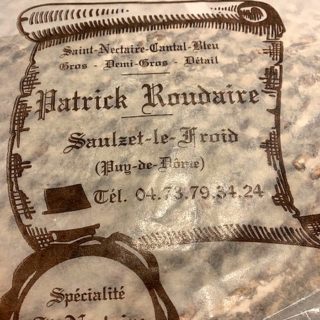 Saint-Nectaire-Cantal-Bleu
Gros - Demi-Gros - Détail
Patrick Roudaire
Saulzet-le-Froid
(Puy-de-Dôme)
Tél. 04.73.79.34.24
Spécialité